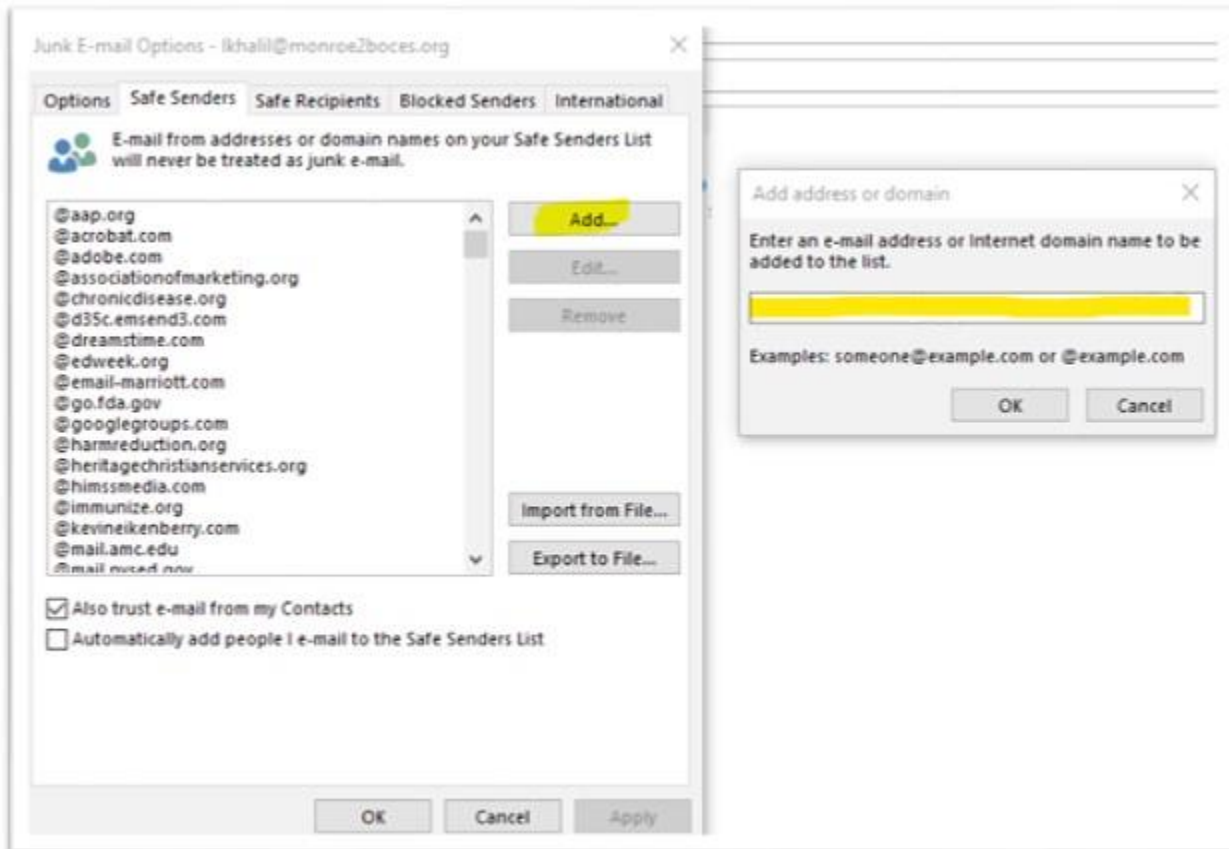 Junk E-mail Options - lkhalil@monroe2boces.org
Options Safe Senders Safe Recipients Blocked Senders International
E-mail from addresses or domain names on your Safe Senders List
will never be treated as junk e-mail.
@aap.org
@acrobat.com
@adobe.com
@associationofmarketing.org
@chronicdisease.org
@d35c.emsend3.com
@dreamstime.com
@edweek.org
@email-marriott.com
@go.fda.gov
@googlegroups.com
@harmreduction.org
@heritagechristianservices.org
@himssmedia.com
@immunize.org
@kevineikenberry.com
@mail.amc.edu
@mail.nysed.gov
Add...
Edit...
Remove
Import from File...
Export to File...
Also trust e-mail from my Contacts
Automatically add people I e-mail to the Safe Senders List
OK Cancel Apply
Add address or domain
Enter an e-mail address or Internet domain name to be
added to the list.
Examples: someone@example.com or @example.com
OK Cancel